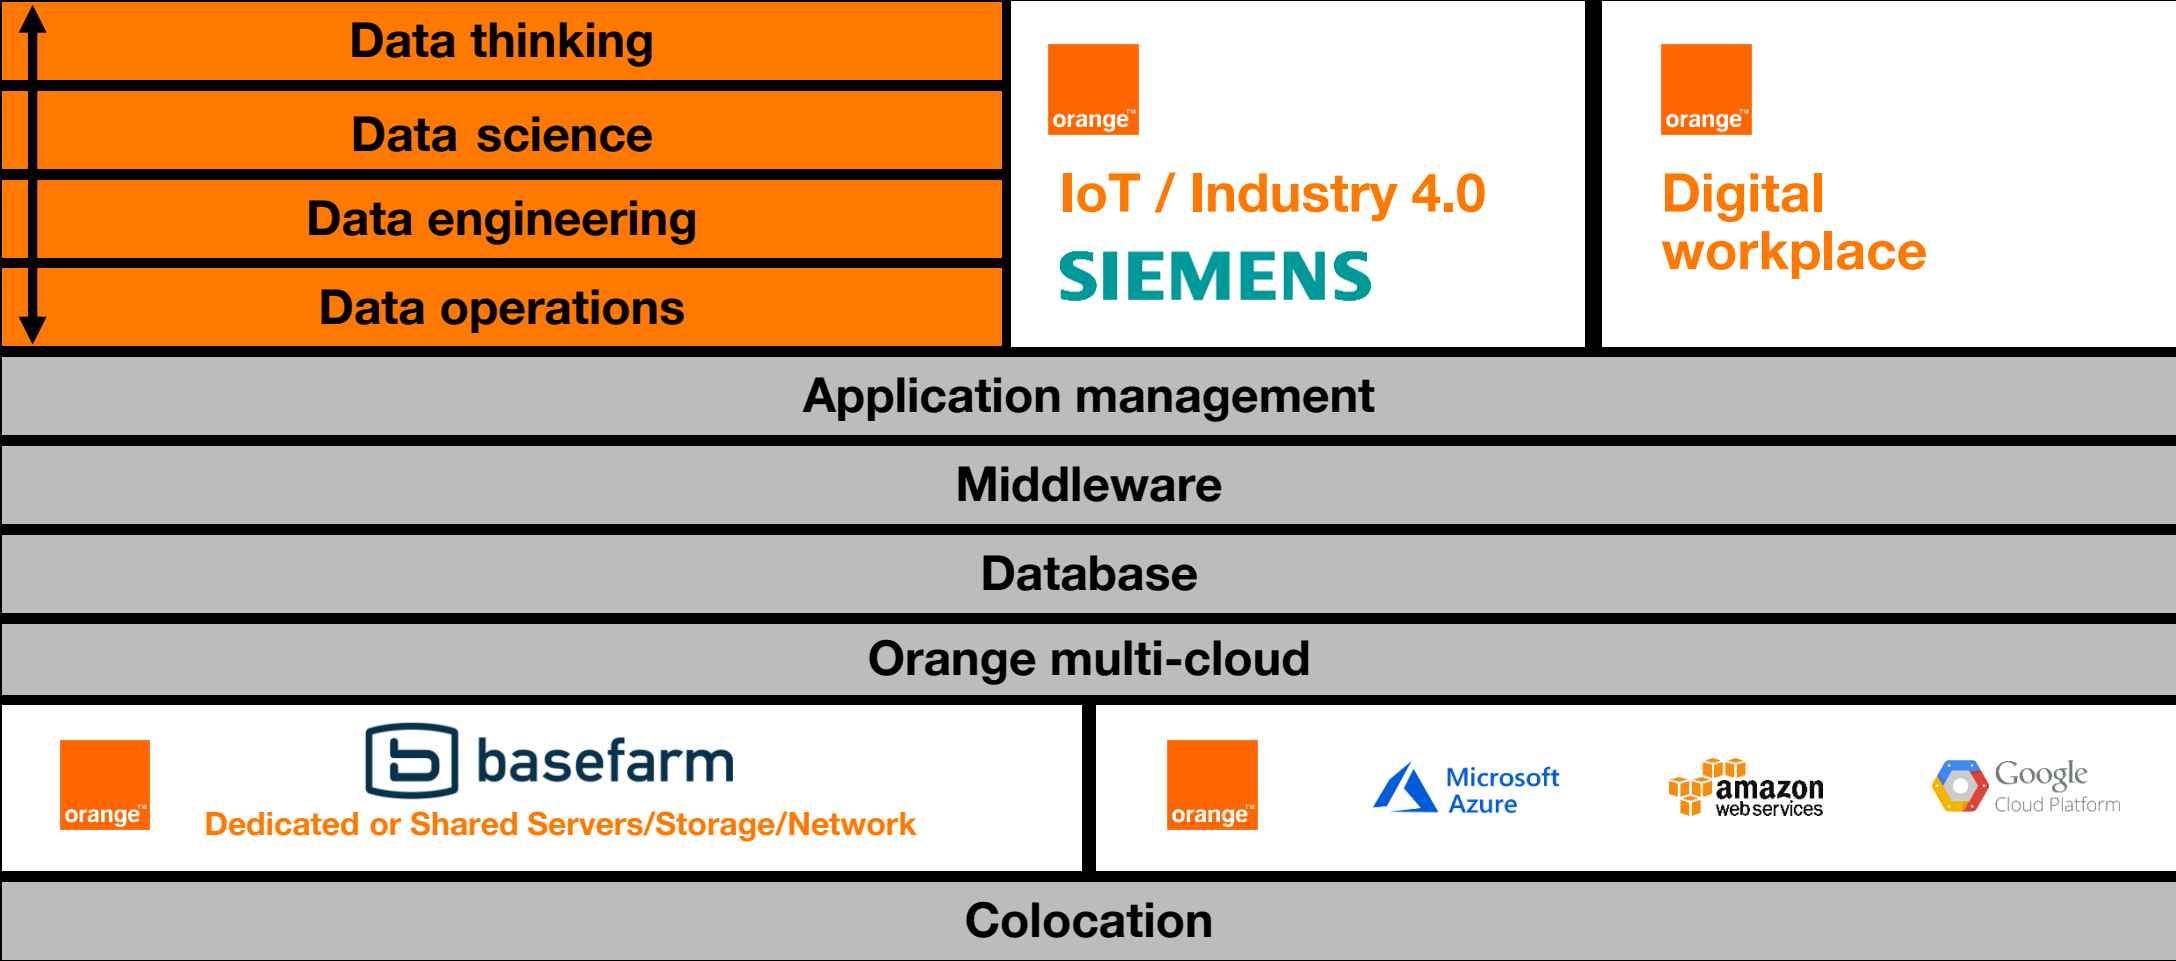 Data thinking
Data science
Data engineering
Data operations
orange™
IoT / Industry 4.0
SIEMENS
orange™
Digital
workplace
Application management
Middleware
Database
Orange multi-cloud
orange™
basefarm
Dedicated or Shared Servers/Storage/Network
orange™
Microsoft
Azure
amazon
webservices
Google
Cloud Platform
Colocation